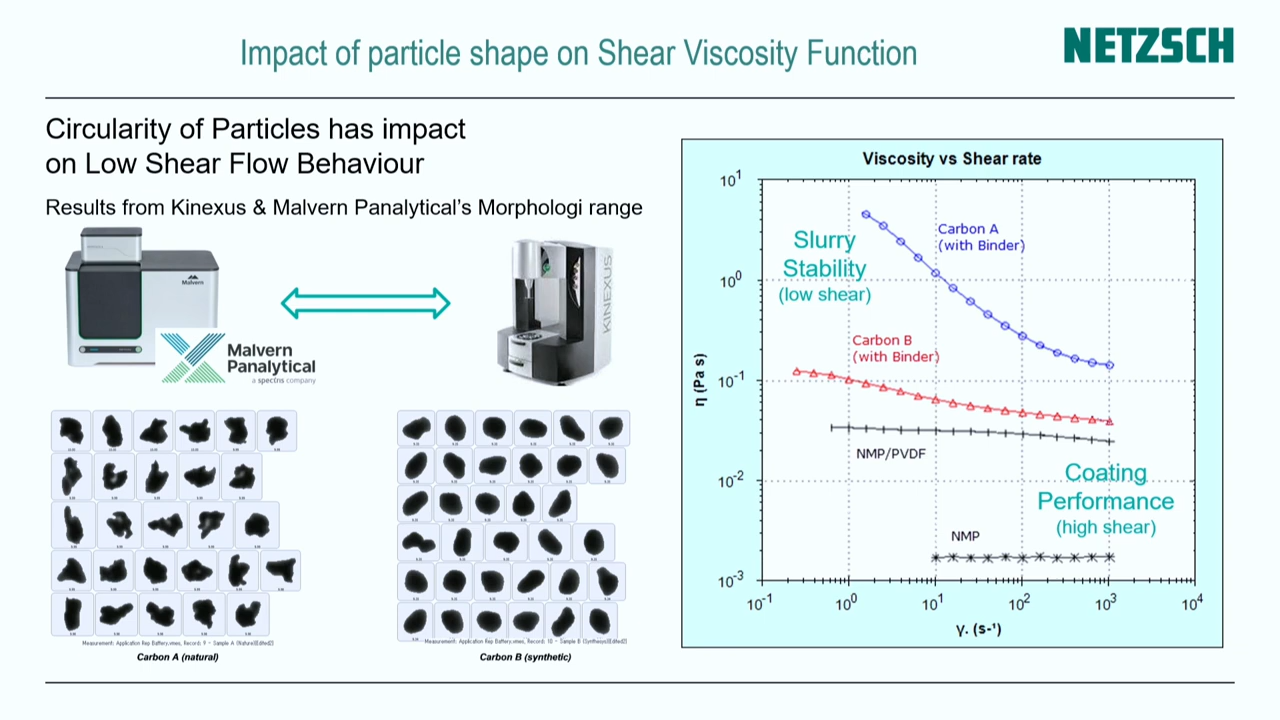 Impact of particle shape on Shear Viscosity Function
NETZSCH
Circularity of Particles has impact
on Low Shear Flow Behaviour
Results from Kinexus & Malvern Panalytical's Morphologi range
Malvern
KINEXUS
Malvern
Panalytical
a spectris company
Carbon A (natural)
Carbon B (synthetic)
Viscosity vs Shear rate
10¹
10⁰
10⁻¹
10⁻²
10⁻³
η (Pa s)
Slurry
Stability
(low shear)
Carbon A
(with Binder)
Carbon B
(with Binder)
NMP/PVDF
Coating
Performance
(high shear)
NMP
10⁻¹ 10⁰ 10¹ 10² 10³ 10⁴
γ. (s-¹)